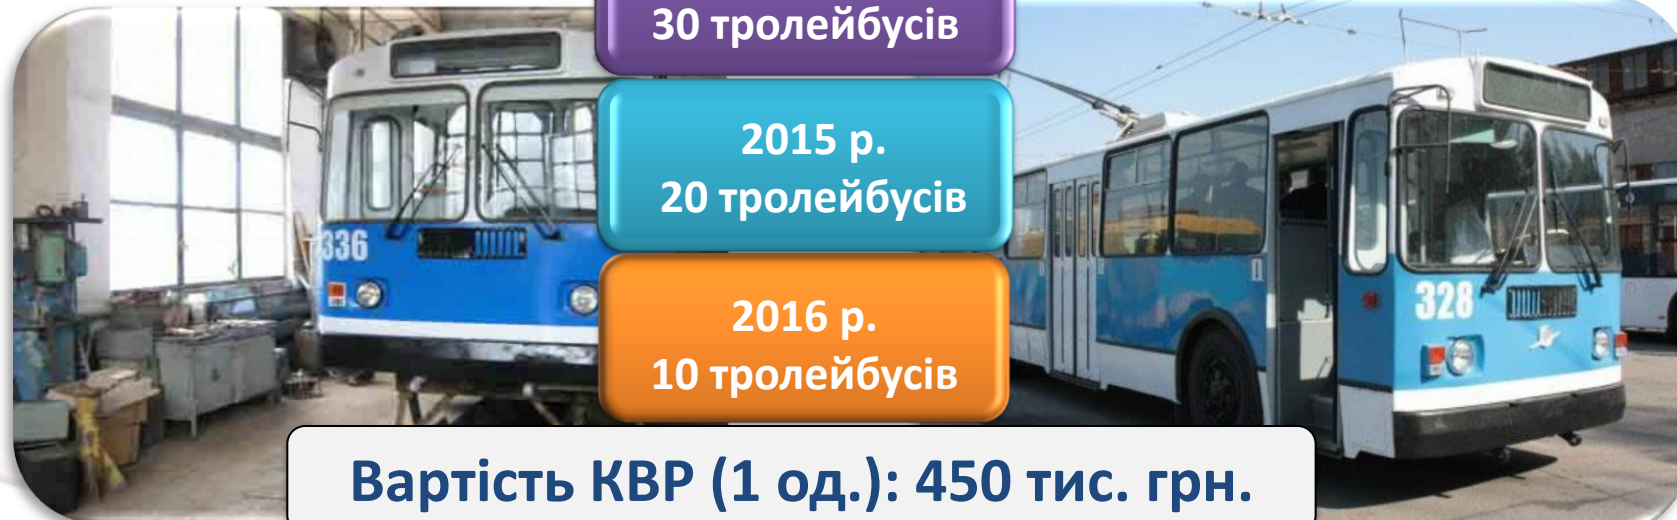 30 тролейбусів
2015 р.
20 тролейбусів
336
2016 р.
10 тролейбусів
328
Вартість КВР (1 од.): 450 тис. грн.